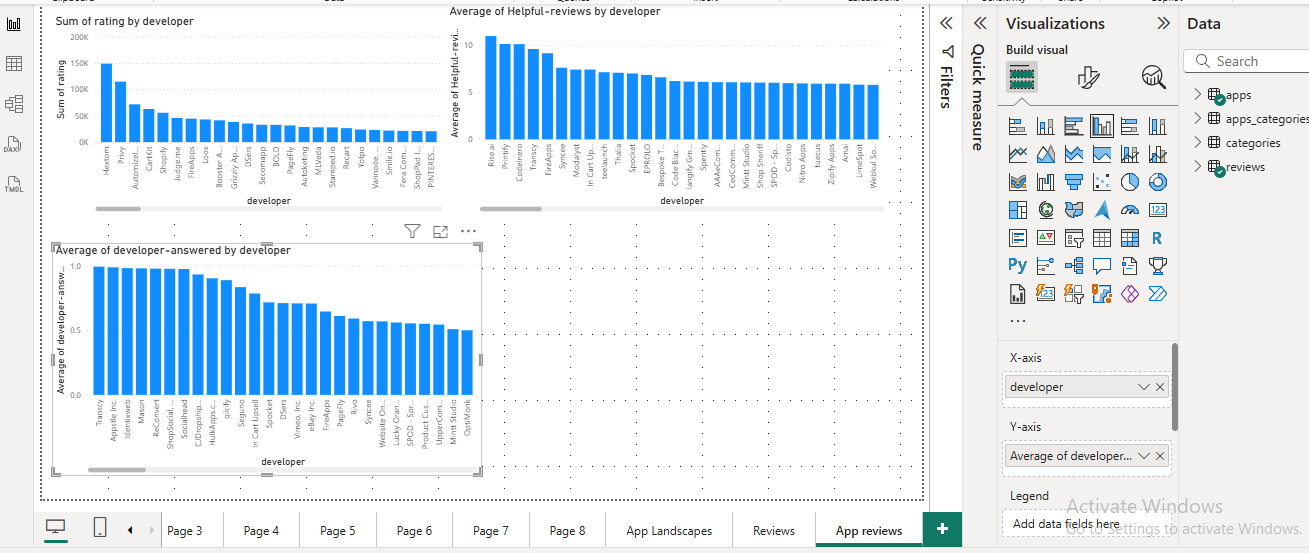 Sum of rating by developer
200K
150K
100K
50K
0K
Sum of rating
Hextom
Privy
Automizel...
CartKit
Shopify
Judge.me
FireApps
Loox
Booster A...
Grizzly Ap...
DSers
Secomapp
BOLD
PageFly
Autoketing
MLVeda
Stamped.io
Recart
Yotpo
Varinode, ...
Smile.io
Fera Com...
ShopPad I...
PINTERES...
developer
Average of Helpful-reviews by developer
10
5
0
Average of Helpful-revi...
Rise.ai
Printify
Codeinero
Transcy
FireApps
Syncee
Modalyst
In Cart Up...
teelaunch
Thalia
Spocket
EPROLO
Bespoke T...
Code Blac...
langify Gm...
Spently
AAAeCom...
CedComm...
Mintt Studio
Shop Sheriff
SPOD - Sp...
Codisto
Nitro Apps
tuecus
Zipify Apps
Amai
LimeSpot
Webkul So...
developer
Average of developer-answered by developer
1.0
0.5
0.0
Average of developer-answ...
Transcy
Appstle Inc.
Identixweb
Mason
ReConvert
ShopSocial, ...
Socialhead
CJDropship...
HulkApps.c...
qikify
Seguno
In Cart Upsell
Spocket
DSers
Vimeo, Inc.
eBay Inc.
FireApps
PageFly
Rivo
Syncee
Website On...
Lucky Oran...
SPOD - Spr...
Product Cus...
UpperCom...
Mintt Studio
OptiMonk
developer
Filters
Quick measure
Visualizations
Build visual
R
Py
123
X-axis
developer
Y-axis
Average of developer...
Legend
Add data fields here
Data
Search
apps
apps_categories
categories
reviews
DAX
TMDL
Page 3
Page 4
Page 5
Page 6
Page 7
Page 8
App Landscapes
Reviews
App reviews
Activate Windows
Go to Settings to activate Windows.